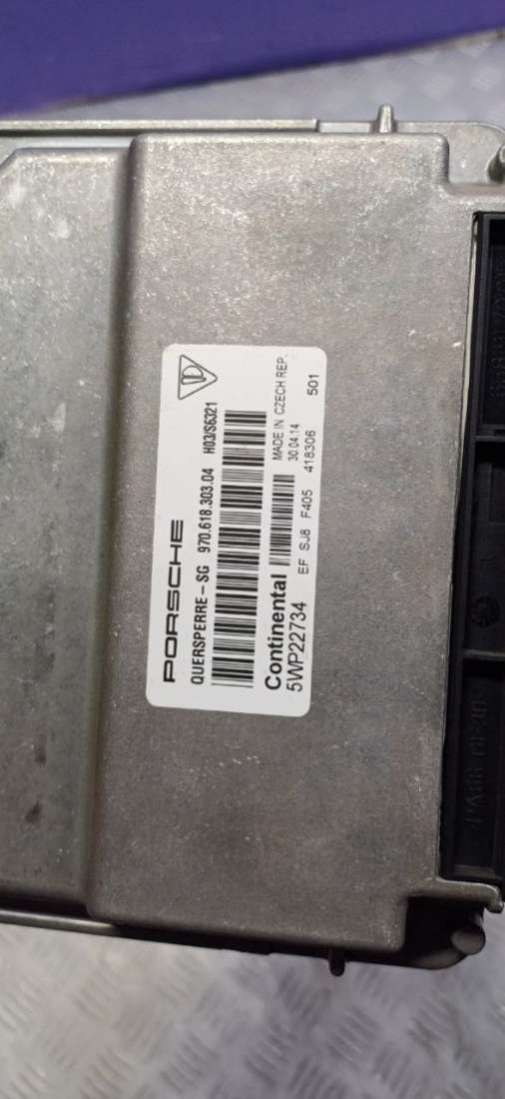 PORSCHE
QUERSPERRE-SG 970.618.303.04 H03/S6321
Continental MADE IN CZECH REP.
30.04.14
5WP22734 EF SJ8 F405 418306 501